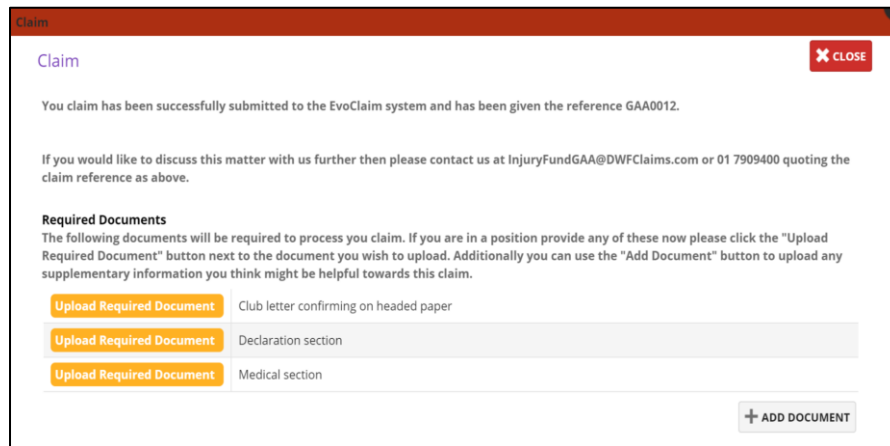 Claim
Claim
✖ CLOSE
You claim has been successfully submitted to the EvoClaim system and has been given the reference GAA0012.
If you would like to discuss this matter with us further then please contact us at InjuryFundGAA@DWFClaims.com or 01 7909400 quoting the
claim reference as above.
Required Documents
The following documents will be required to process you claim. If you are in a position provide any of these now please click the "Upload
Required Document" button next to the document you wish to upload. Additionally you can use the "Add Document" button to upload any
supplementary information you think might be helpful towards this claim.
Upload Required Document Club letter confirming on headed paper
Upload Required Document Declaration section
Upload Required Document Medical section
+ ADD DOCUMENT